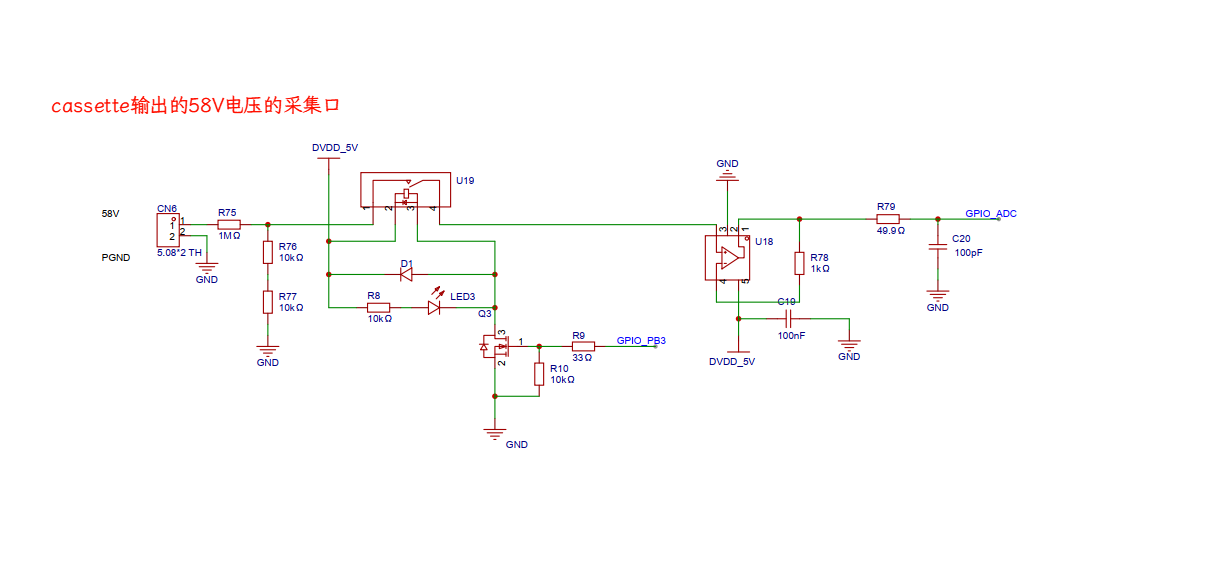 cassette输出的58V电压的采集口
DVDD_5V
U19
1 2 3 4
58V
CN6
1
1
2
2
5.08*2 TH
PGND
GND
R75
1MΩ
R76
10kΩ
R77
10kΩ
GND
D1
R8
10kΩ
LED3
Q3
3
1
2
R9
33Ω
GPIO_PB3
R10
10kΩ
GND
GND
3 2 1
U18
4 5
R78
1kΩ
C19
100nF
GND
DVDD_5V
R79
49.9Ω
GPIO_ADC
C20
100pF
GND